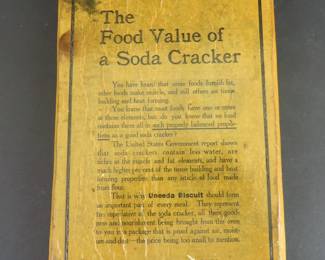 The
Food Value of
a Soda Cracker
You have heard that some foods furnish fat,
other foods make muscle, and still others are tissue
building and heat forming.
You know that most foods have one or more
of these elements, but do you know that no food
contains them all in such properly balanced propor-
tions as a good soda cracker?
The United States Government report shows
that soda crackers contain less water, are
richer in the muscle and fat elements, and have a
much higher per cent of the tissue building and heat
forming properties than any article of food made
from flour.
That is why Uneeda Biscuit should form
an important part of every meal. They represent
the superlative of the soda cracker, all their good-
ness and nourishment being brought from the oven
to you in a package that is proof against air, mois-
ture and dust—the price being too small to mention.